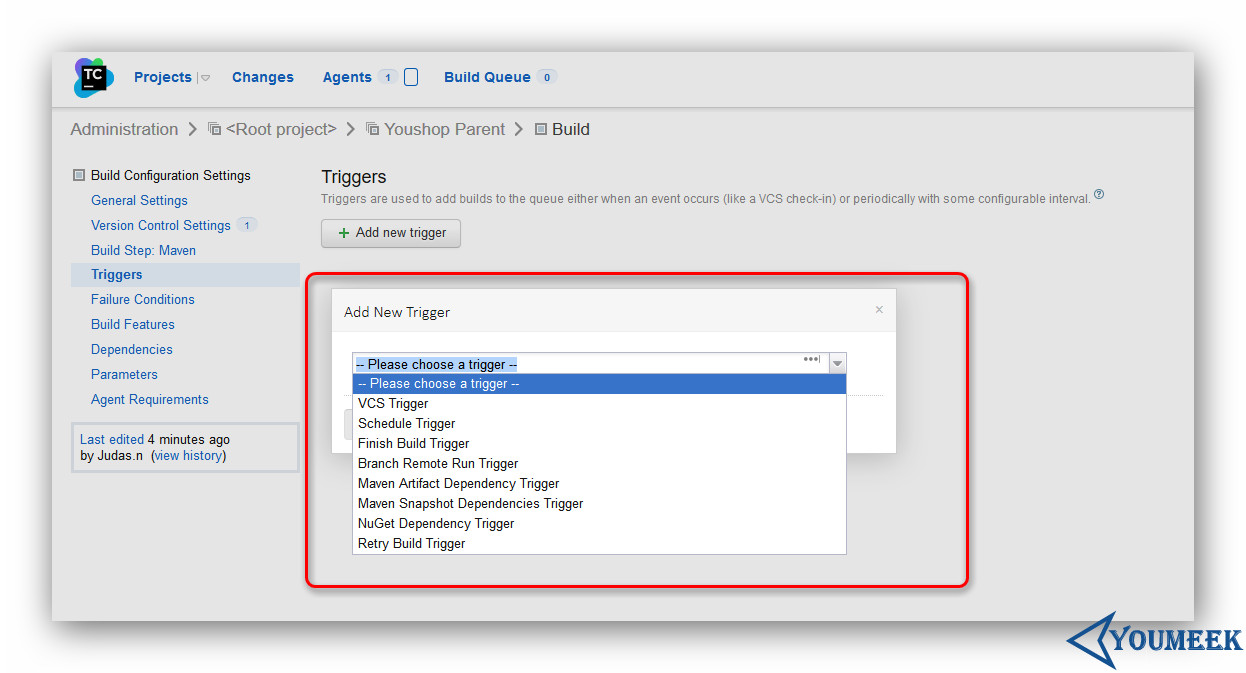 TC
Projects Changes Agents 1 Build Queue 0
Administration <Root project> Youshop Parent Build
Build Configuration Settings
General Settings
Version Control Settings 1
Build Step: Maven
Triggers
Failure Conditions
Build Features
Dependencies
Parameters
Agent Requirements
Last edited 4 minutes ago
by Judas.n (view history)
Triggers
Triggers are used to add builds to the queue either when an event occurs (like a VCS check-in) or periodically with some configurable interval. ?
+ Add new trigger
Add New Trigger ×
-- Please choose a trigger --
-- Please choose a trigger --
VCS Trigger
Schedule Trigger
Finish Build Trigger
Branch Remote Run Trigger
Maven Artifact Dependency Trigger
Maven Snapshot Dependencies Trigger
NuGet Dependency Trigger
Retry Build Trigger
YOUMEEK